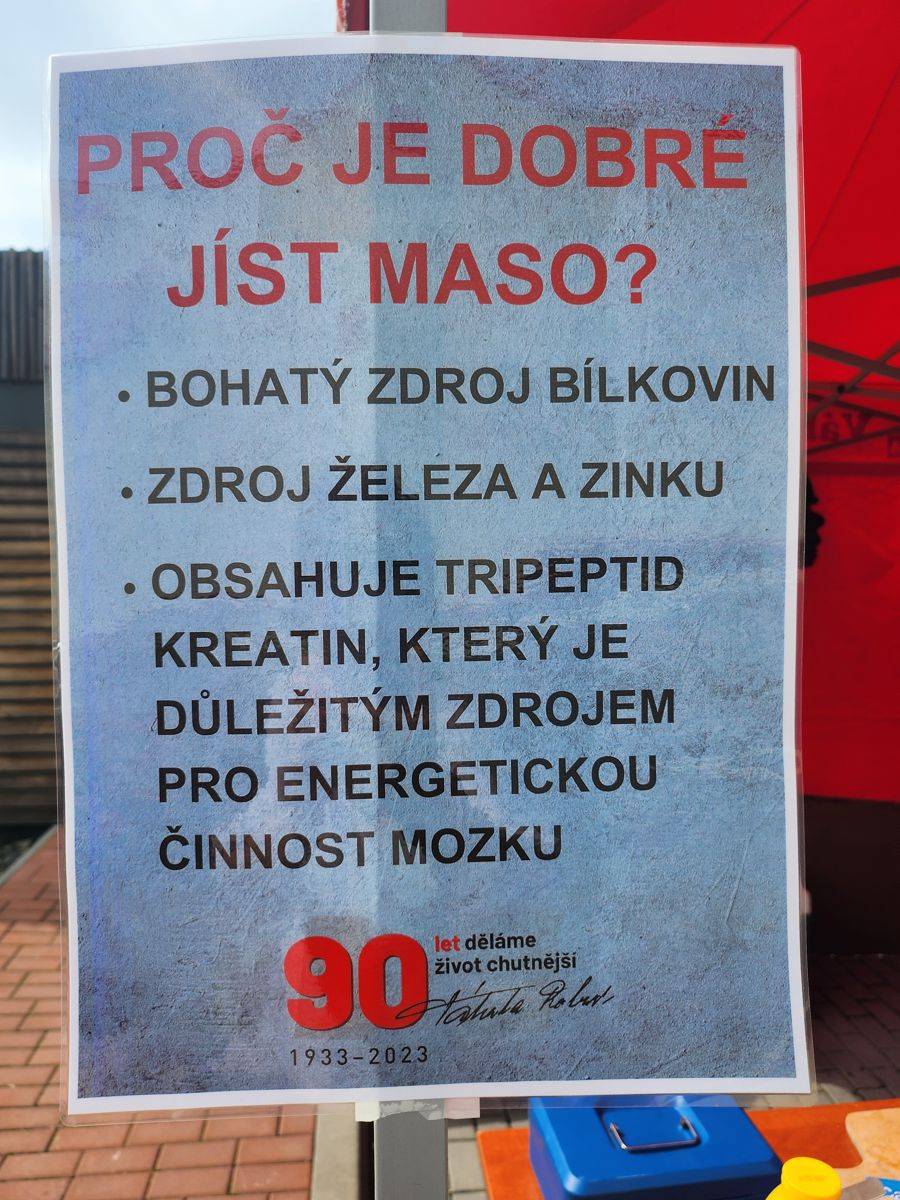 PROČ JE DOBRÉ
JÍST MASO?
• BOHATÝ ZDROJ BÍLKOVIN
• ZDROJ ŽELEZA A ZINKU
• OBSAHUJE TRIPEPTID
KREATIN, KTERÝ JE
DŮLEŽITÝM ZDROJEM
PRO ENERGETICKOU
ČINNOST MOZKU
90 let děláme
život chutnější
1933–2023